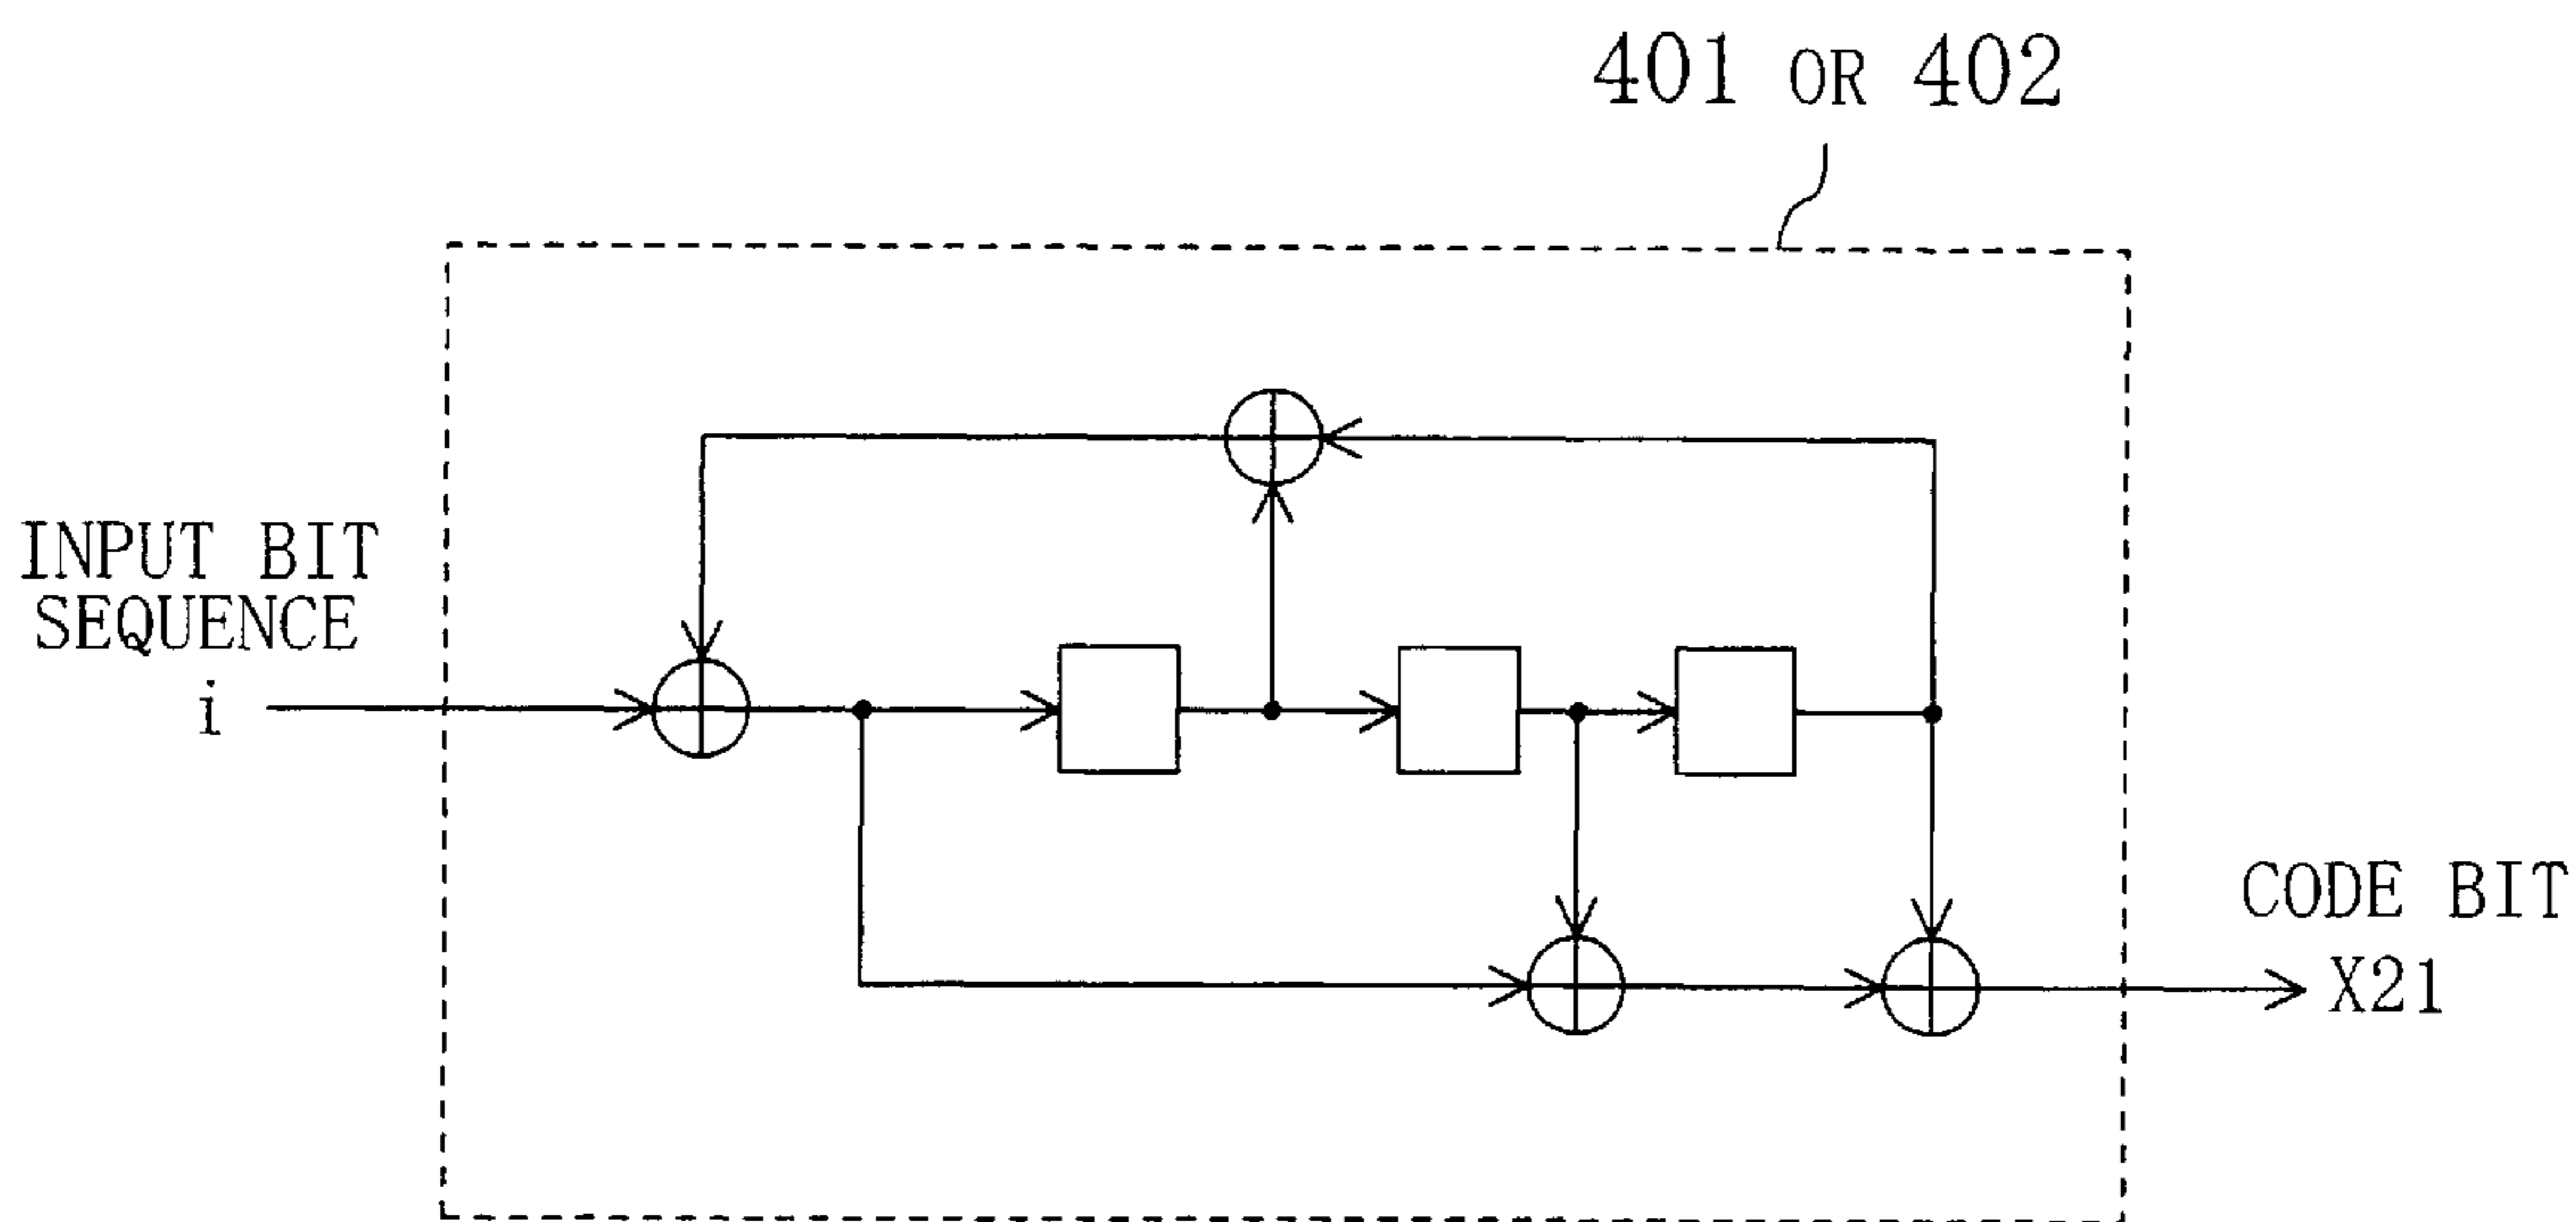 401 OR 402
INPUT BIT
SEQUENCE
i
CODE BIT
X21